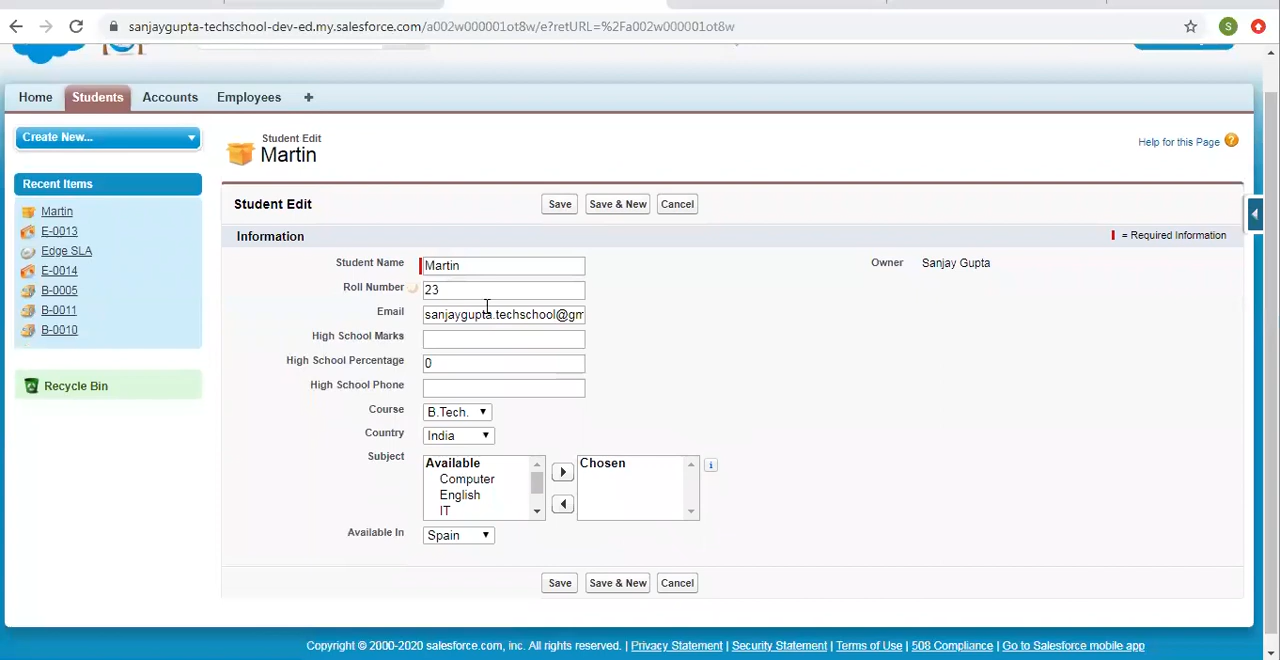 sanjaygupta-techschool-dev-ed.my.salesforce.com/a002w000001ot8w/e?retURL=%2Fa002w000001ot8w
S
Home Students Accounts Employees +
Create New...
Student Edit
Martin
Help for this Page ?
Recent Items
Martin
E-0013
Edge SLA
E-0014
B-0005
B-0011
B-0010
Recycle Bin
Student Edit Save Save & New Cancel
Information = Required Information
Student Name Martin Owner Sanjay Gupta
Roll Number 23
Email sanjaygupta.techschool@gm
High School Marks
High School Percentage 0
High School Phone
Course B.Tech.
Country India
Subject Available Chosen
Computer
English
IT
Available In Spain
Save Save & New Cancel
Copyright © 2000-2020 salesforce.com, inc. All rights reserved. | Privacy Statement | Security Statement | Terms of Use | 508 Compliance | Go to Salesforce mobile app